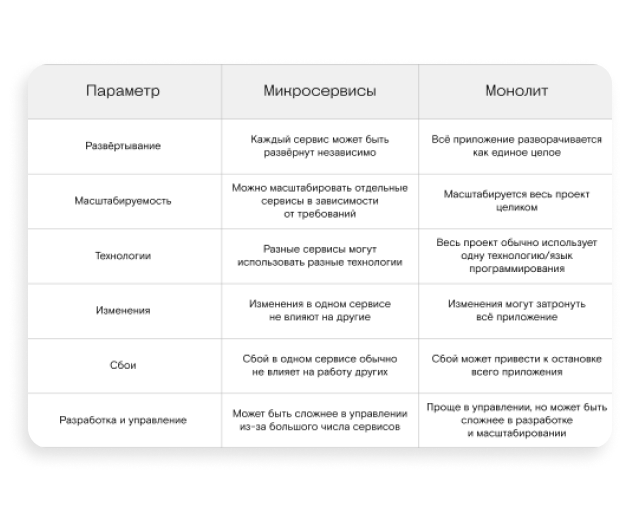 Параметр
Микросервисы
Монолит
Развёртывание
Каждый сервис может быть
развёрнут независимо
Всё приложение разворачивается
как единое целое
Масштабируемость
Можно масштабировать отдельные
сервисы в зависимости
от требований
Масштабируется весь проект
целиком
Технологии
Разные сервисы могут
использовать разные технологии
Весь проект обычно использует
одну технологию/язык
программирования
Изменения
Изменения в одном сервисе
не влияют на другие
Изменения могут затронуть
всё приложение
Сбои
Сбой в одном сервисе обычно
не влияет на работу других
Сбой может привести к остановке
всего приложения
Разработка и управление
Может быть сложнее в управлении
из-за большого числа сервисов
Проще в управлении, но может быть
сложнее в разработке
и масштабировании